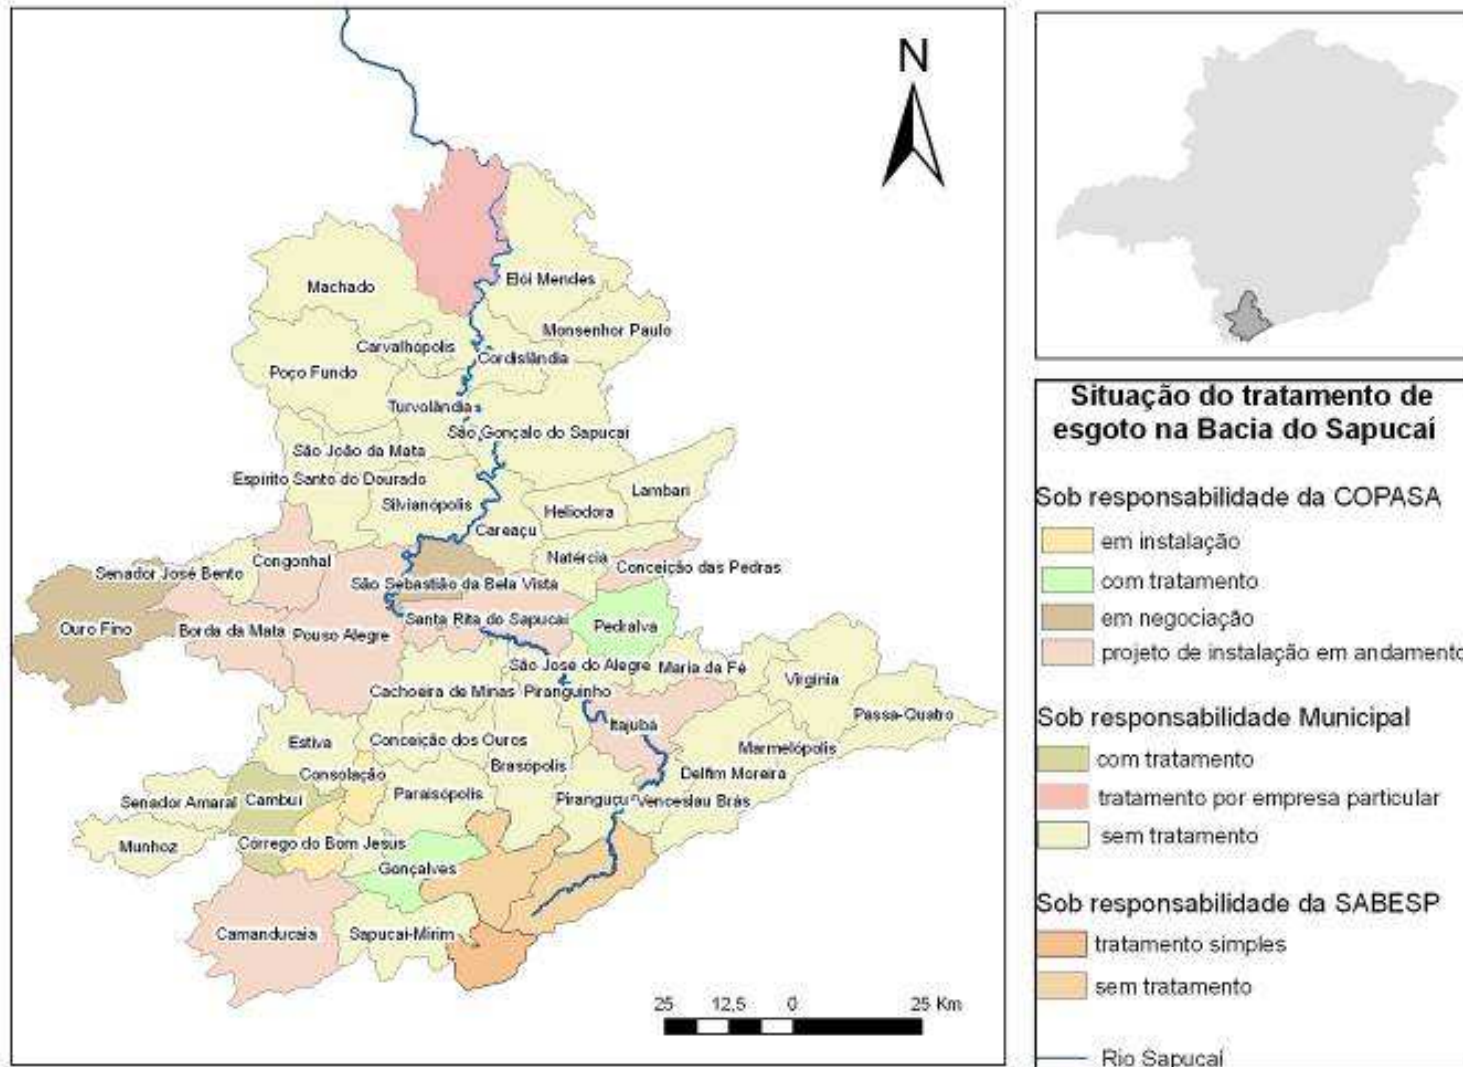 N
Machado
Elói Mendes
Monsenhor Paulo
Carvalhópolis
Cordislândia
Poço Fundo
Turvolândia
São Gonçalo do Sapucaí
São João da Mata
Espírito Santo do Dourado
Silvianópolis
Lambari
Heliodora
Careaçu
Natércia
Congonhal
Conceição das Pedras
Senador José Bento
São Sebastião da Bela Vista
Santa Rita do Sapucaí
Ouro Fino
Borda da Mata
Pouso Alegre
Pedralva
São José do Alegre
Maria da Fé
Virgínia
Cachoeira de Minas
Piranguinho
Passa-Quatro
Itajubá
Estiva
Conceição dos Ouros
Marmelópolis
Brasópolis
Consolação
Delfim Moreira
Paraisópolis
Senador Amaral
Cambuí
Piranguçu
Venceslau Brás
Munhoz
Córrego do Bom Jesus
Gonçalves
Camanducaia
Sapucaí-Mirim
25 12,5 0 25 Km
Situação do tratamento de
esgoto na Bacia do Sapucaí
Sob responsabilidade da COPASA
em instalação
com tratamento
em negociação
projeto de instalação em andamento
Sob responsabilidade Municipal
com tratamento
tratamento por empresa particular
sem tratamento
Sob responsabilidade da SABESP
tratamento simples
sem tratamento
Rio Sapucaí